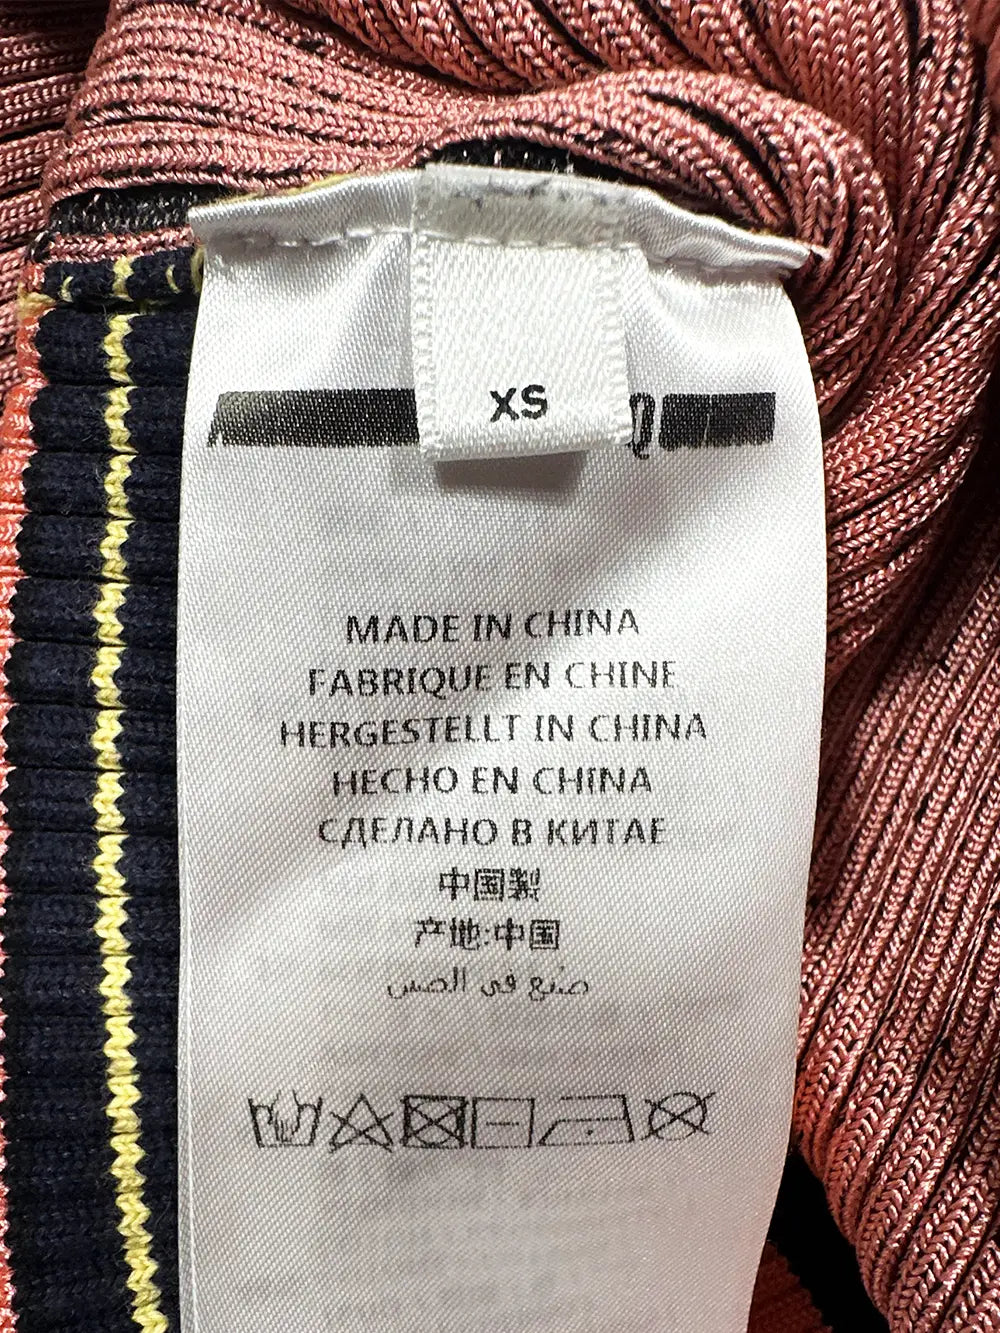 XS
MADE IN CHINA
FABRIQUE EN CHINE
HERGESTELLT IN CHINA
HECHO EN CHINA
СДЕЛАНО В КИТАЕ
中国製
产地:中国
صنع في الصين